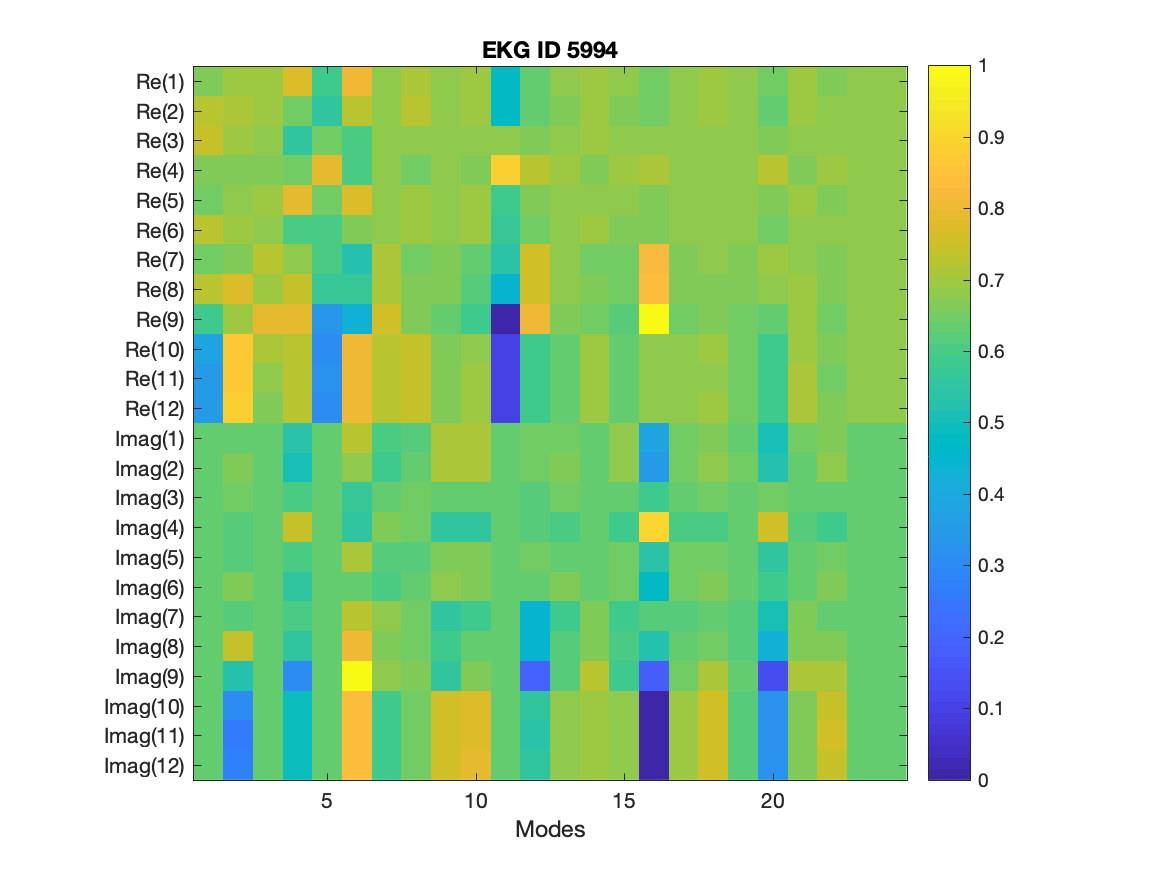 EKG ID 5994
Re(1)
Re(2)
Re(3)
Re(4)
Re(5)
Re(6)
Re(7)
Re(8)
Re(9)
Re(10)
Re(11)
Re(12)
Imag(1)
Imag(2)
Imag(3)
Imag(4)
Imag(5)
Imag(6)
Imag(7)
Imag(8)
Imag(9)
Imag(10)
Imag(11)
Imag(12)
5 10 15 20
Modes
1
0.9
0.8
0.7
0.6
0.5
0.4
0.3
0.2
0.1
0